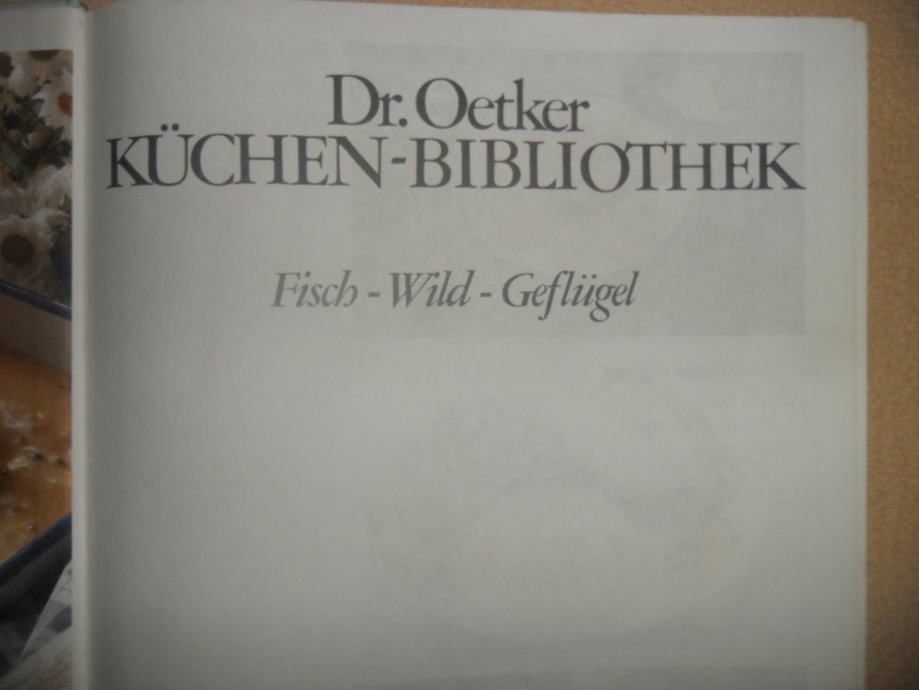 Dr. Oetker
KÜCHEN-BIBLIOTHEK
Fisch - Wild - Geflügel